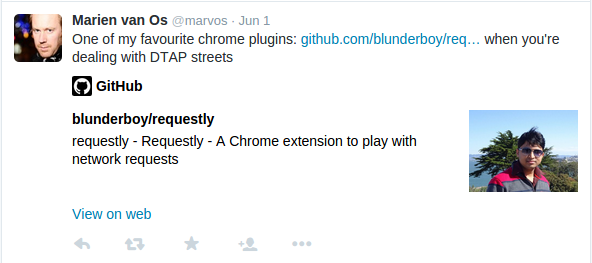 Marien van Os @marvos · Jun 1
One of my favourite chrome plugins: github.com/blunderboy/req… when you're
dealing with DTAP streets
GitHub
blunderboy/requestly
requestly - Requestly - A Chrome extension to play with
network requests
View on web